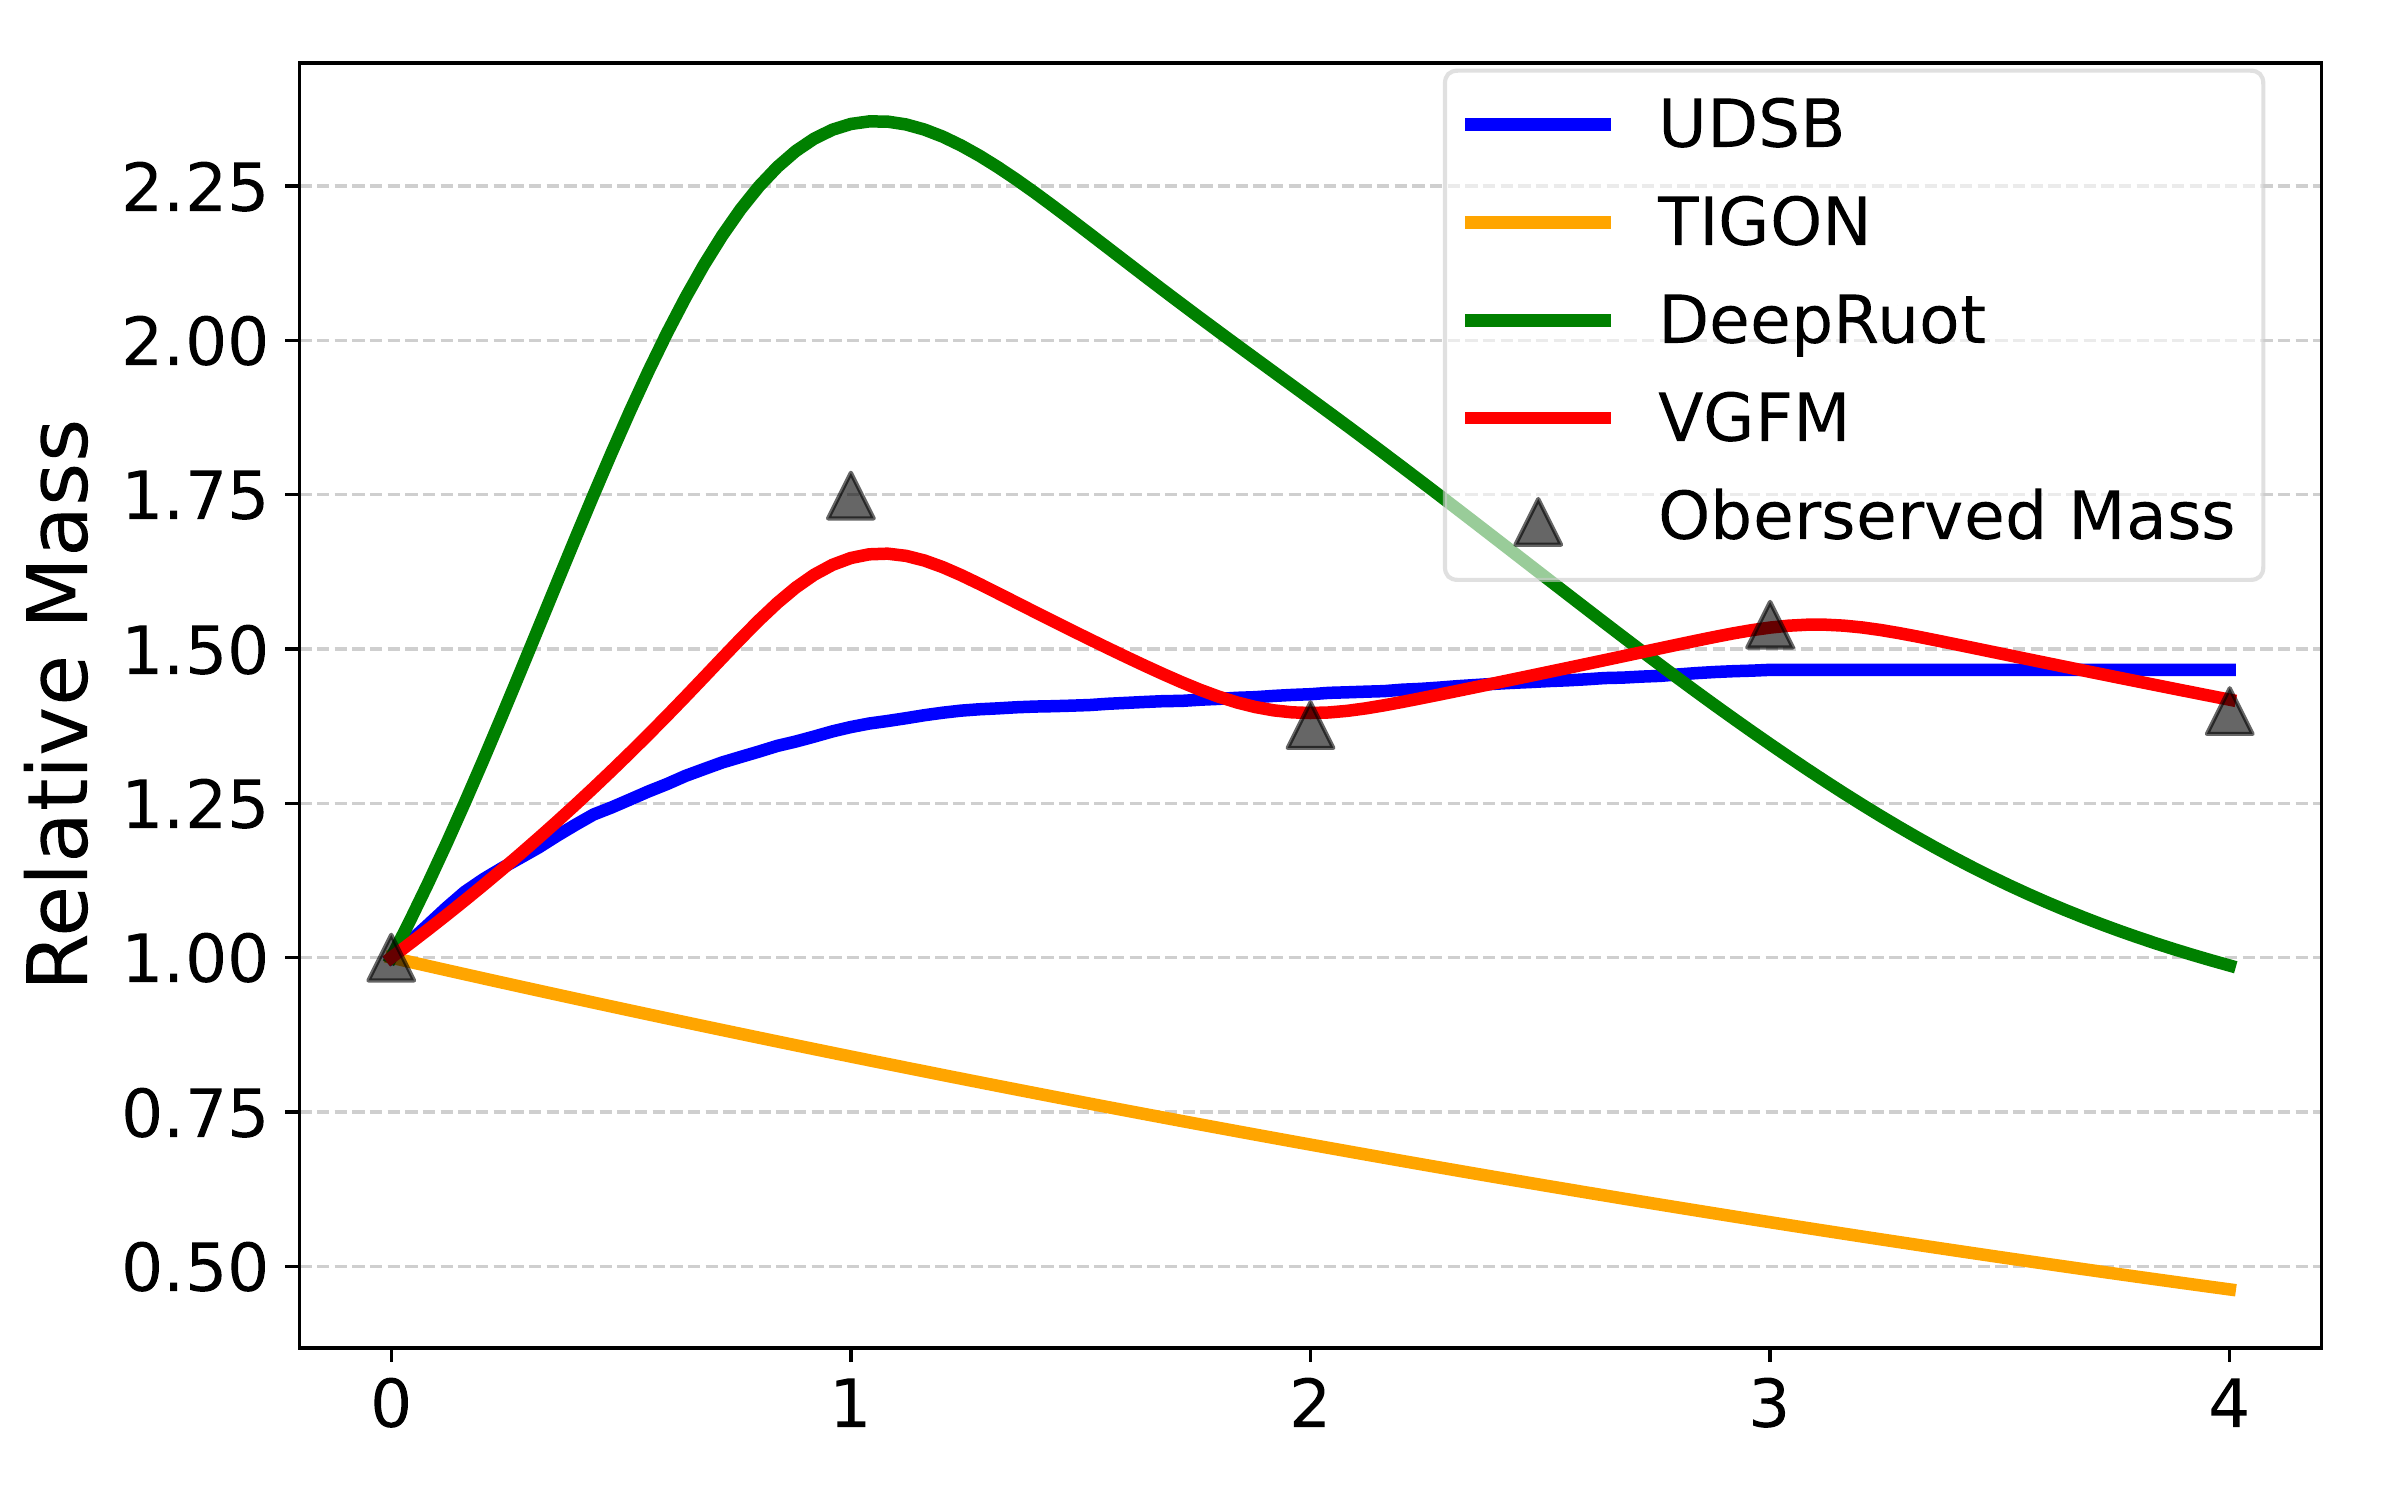 Relative Mass
2.25
2.00
1.75
1.50
1.25
1.00
0.75
0.50
0
1
2
3
4
UDSB
TIGON
DeepRuot
VGFM
Oberserved Mass